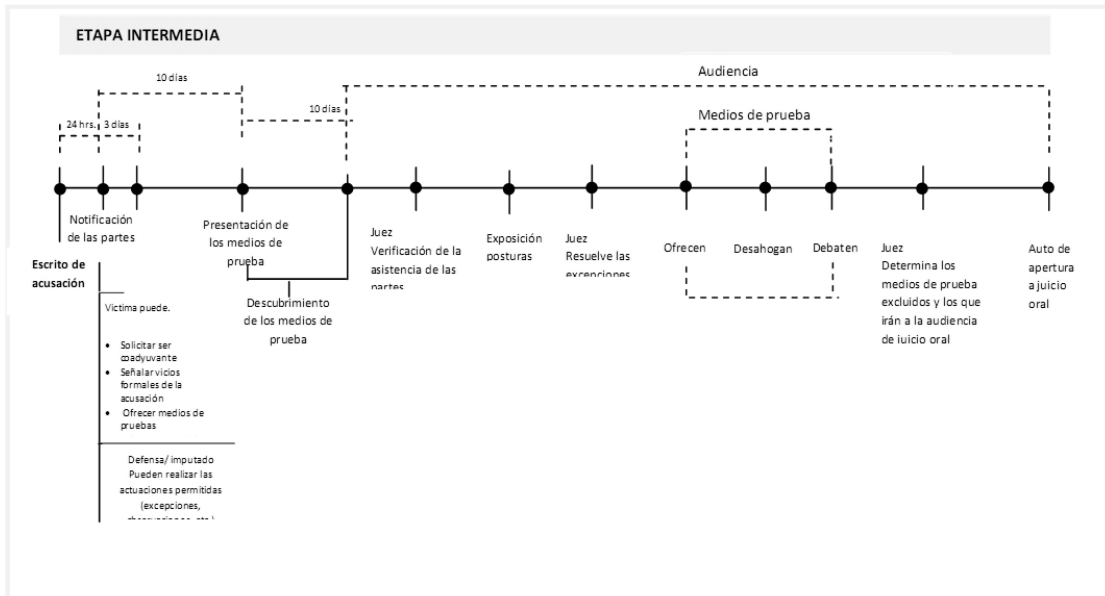 ETAPA INTERMEDIA
10 días
Audiencia
10 días
Medios de prueba
24 hrs.
3 días
Notificación
de las partes
Escrito de
acusación
Presentación de
los medios de
prueba
Descubrimiento
de los medios de
prueba
Juez
Verificación de la
asistencia de las
partes
Exposición
posturas
Juez
Resuelve las
excepciones
Ofrecen
Desahogan
Debaten
Juez
Determina los
medios de prueba
excluidos y los que
irán a la audiencia
de juicio oral
Auto de
apertura
a juicio
oral
Victima puede.
• Solicitar ser
coadyuvante
• Señalar vicios
formales de la
acusación
• Ofrecer medios de
pruebas
Defensa/ imputado
Pueden realizar las
actuaciones permitidas
(excepciones,